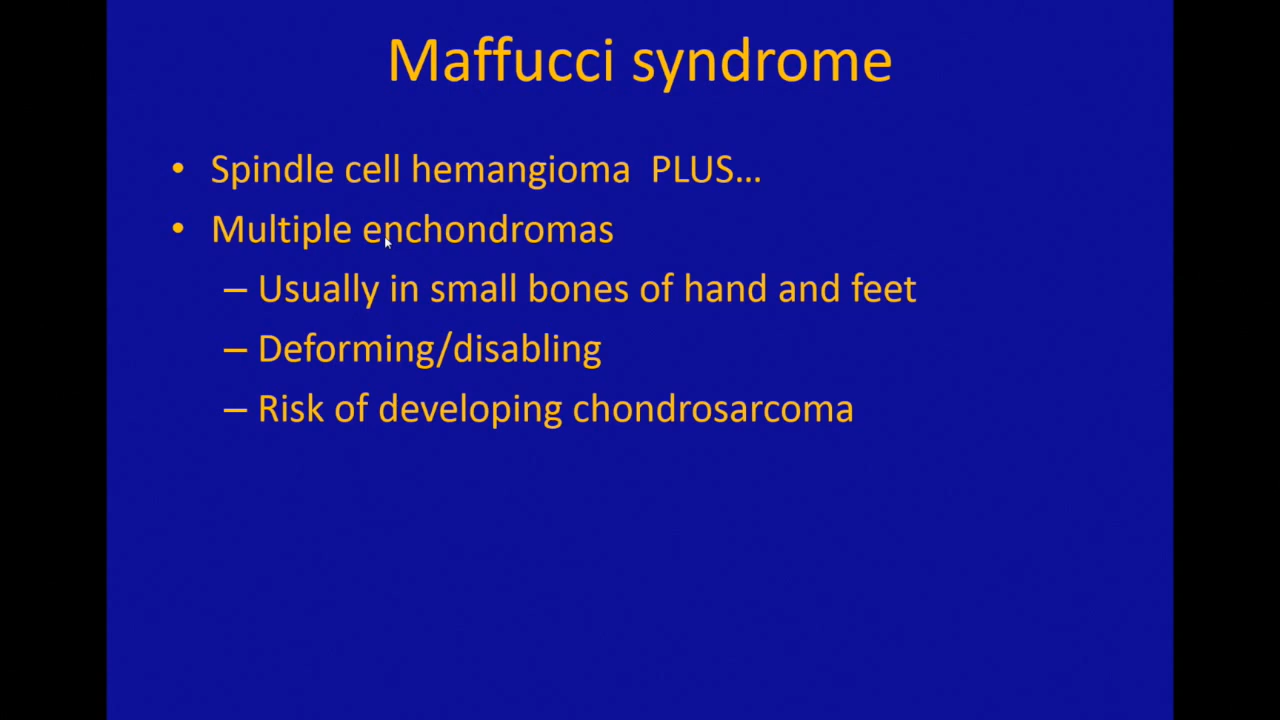 Maffucci syndrome
• Spindle cell hemangioma  PLUS...
• Multiple enchondromas
– Usually in small bones of hand and feet
– Deforming/disabling
– Risk of developing chondrosarcoma